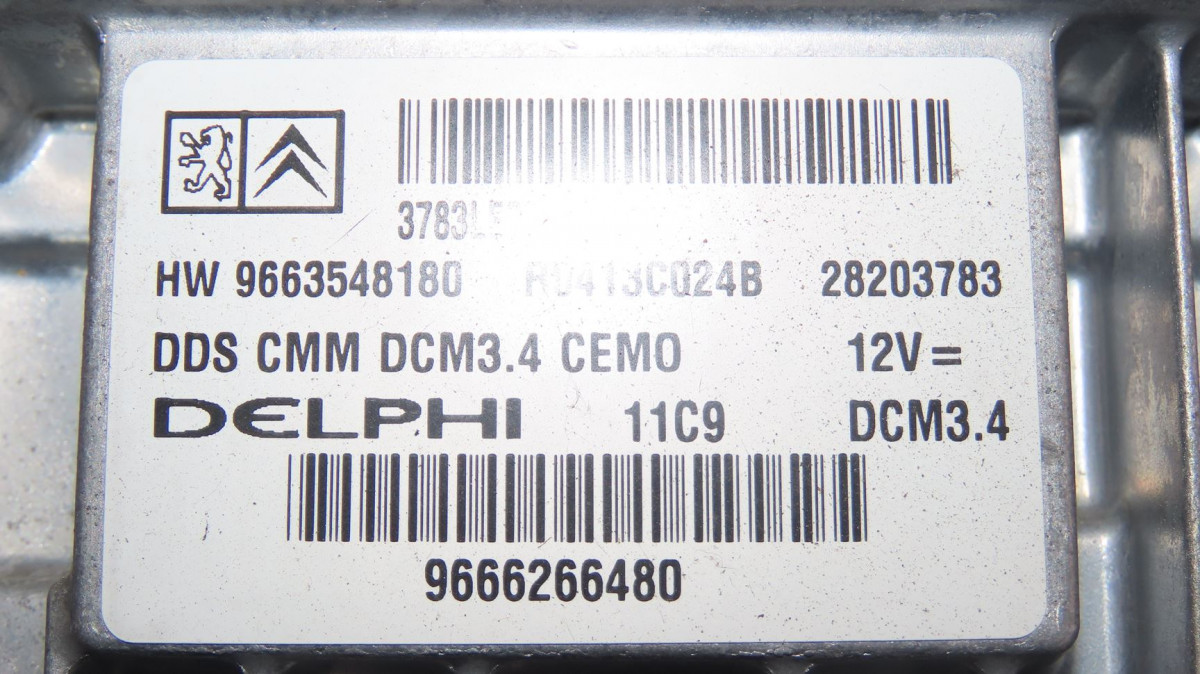 HW 9663548180 28203783
DDS CMM DCM3.4 CEMO 12V=
DELPHI 11C9 DCM3.4
9666266480